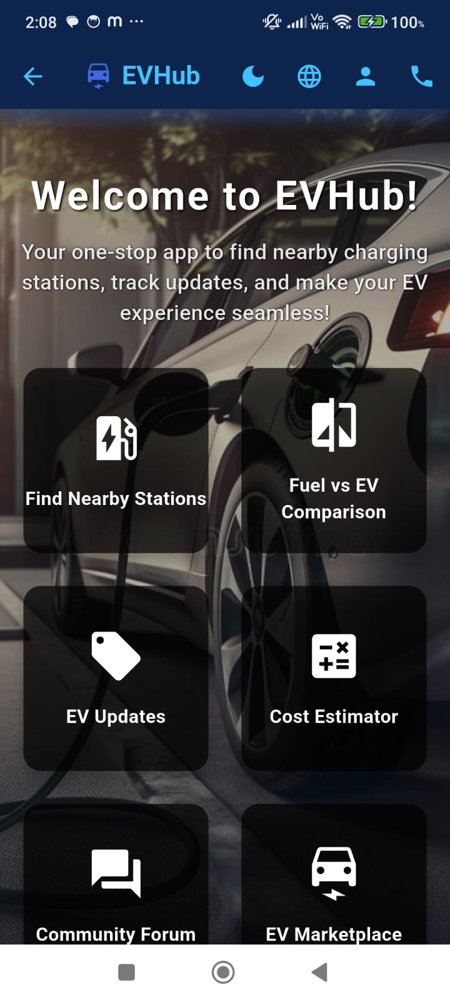 2:08 m ... Vo WiFi 100%
EVHub
Welcome to EVHub!
Your one-stop app to find nearby charging
stations, track updates, and make your EV
experience seamless!
Find Nearby Stations
Fuel vs EV
Comparison
EV Updates
Cost Estimator
Community Forum
EV Marketplace